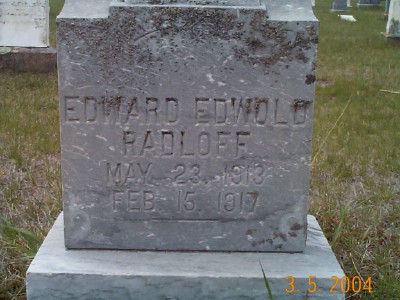 EDWARD EDWOLD
RADLOFF
MAY. 23. 1913
FEB. 15. 1917
3 5 2004